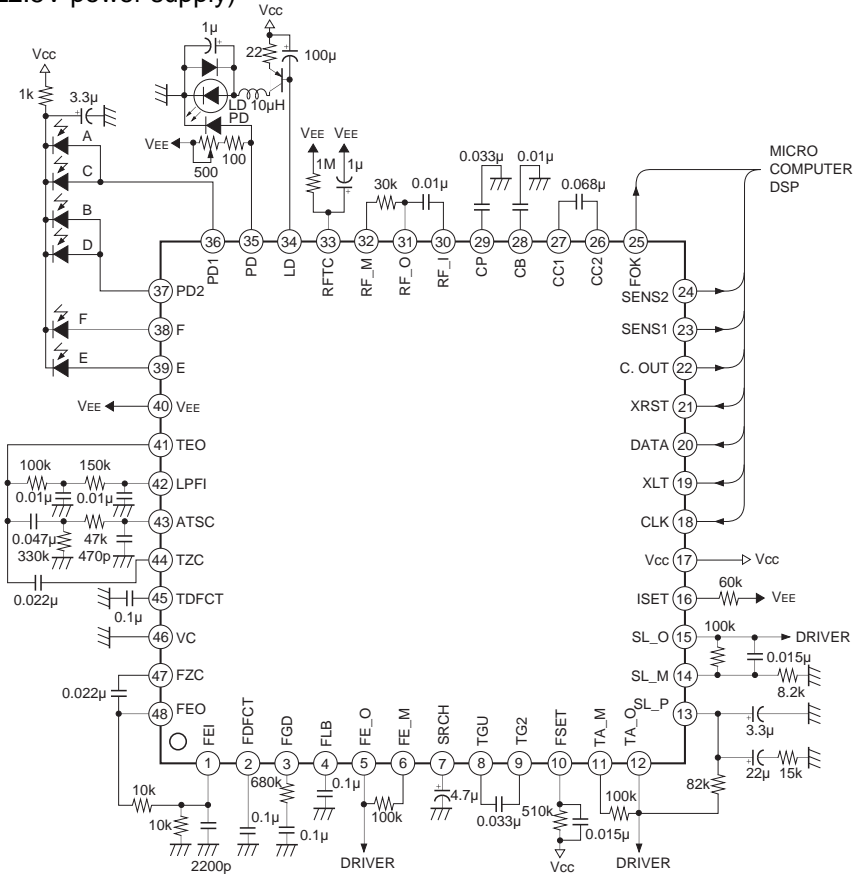 2.5V power supply)
Vcc
1µ
22
100µ
Vcc
1k
3.3µ
LD
10µH
PD
VEE
500
100
VEE
VEE
1M
1µ
30k
0.01µ
0.033µ
0.01µ
0.068µ
MICRO
COMPUTER
DSP
A
C
B
D
F
E
36
35
34
33
32
31
30
29
28
27
26
25
PD1
PD
LD
RFTC
RF_M
RF_O
RF_I
CP
CB
CC1
CC2
FOK
37 PD2
38 F
39 E
VEE
40 VEE
41 TEO
100k
150k
42 LPFI
0.01µ
0.01µ
43 ATSC
0.047µ
47k
330k
470p
44 TZC
0.022µ
45 TDFCT
0.1µ
46 VC
47 FZC
0.022µ
48 FEO
SENS2 24
SENS1 23
C. OUT 22
XRST 21
DATA 20
XLT 19
CLK 18
Vcc 17
Vcc
ISET 16
60k
VEE
SL_O 15
DRIVER
100k
0.015µ
SL_M 14
8.2k
SL_P 13
3.3µ
22µ
15k
82k
FEI
FDFCT
FGD
FLB
FE_O
FE_M
SRCH
TGU
TG2
FSET
TA_M
TA_O
1
2
3
4
5
6
7
8
9
10
11
12
10k
10k
2200p
0.1µ
680k
0.1µ
0.1µ
100k
DRIVER
4.7µ
0.033µ
510k
0.015µ
Vcc
100k
DRIVER